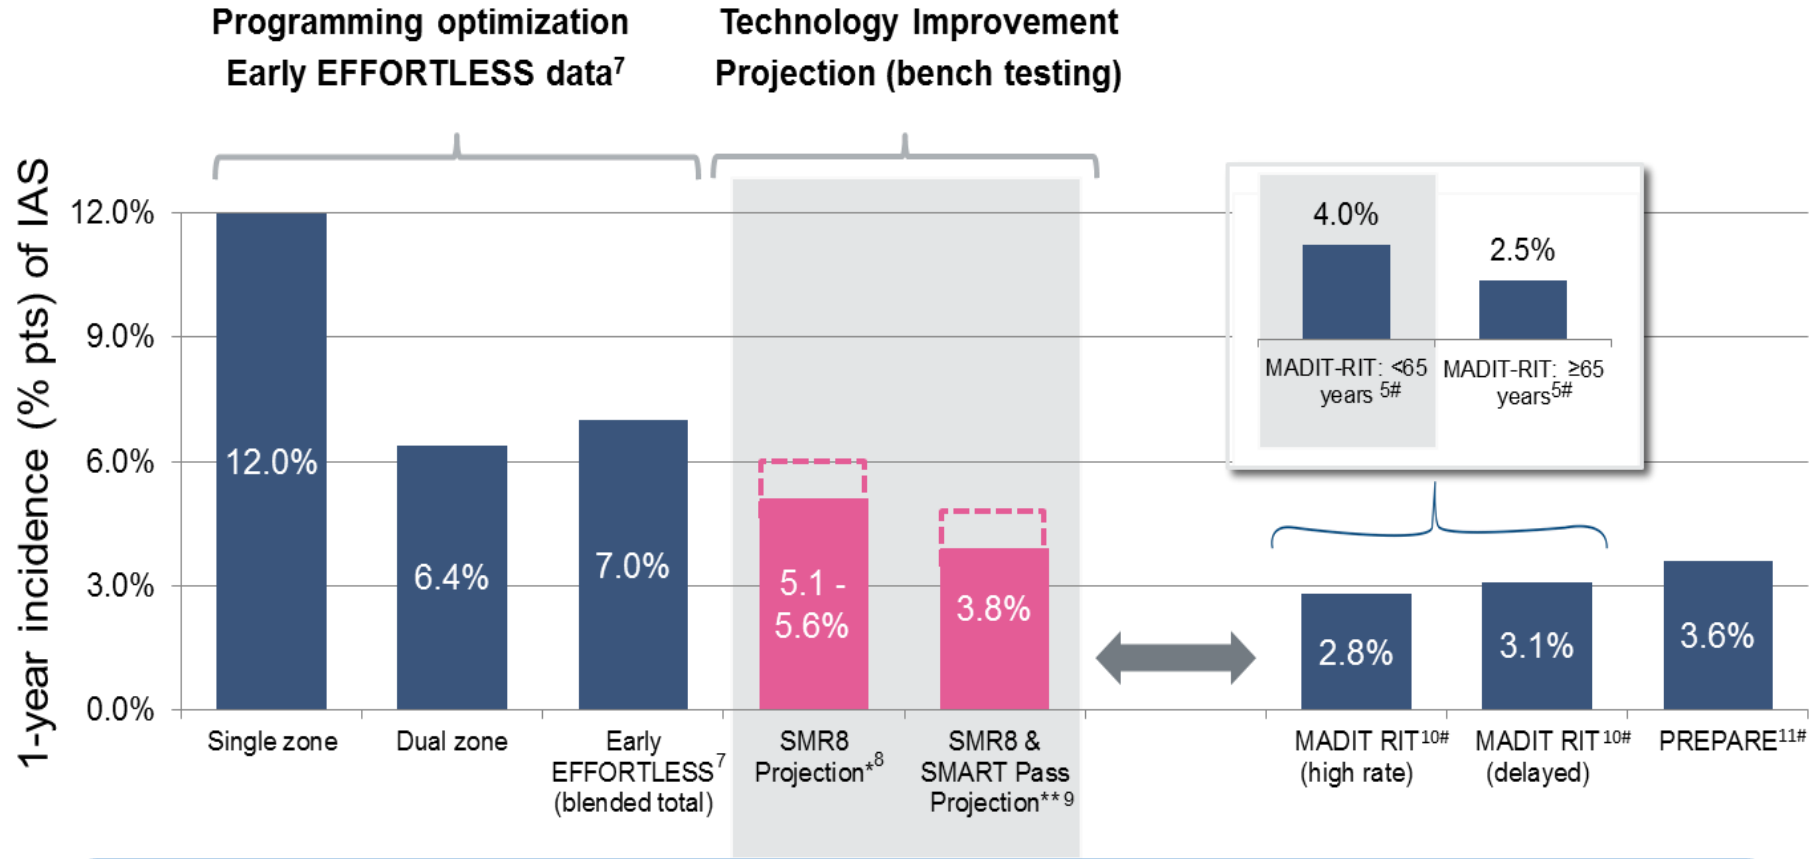 Programming optimization
Early EFFORTLESS data7
Technology Improvement
Projection (bench testing)
1-year incidence (% pts) of IAS
12.0%
9.0%
6.0%
3.0%
0.0%
12.0%
6.4%
7.0%
5.1 -
5.6%
3.8%
2.8%
3.1%
3.6%
4.0%
2.5%
MADIT-RIT: <65
years 5#
MADIT-RIT: ≥65
years5#
Single zone
Dual zone
Early
EFFORTLESS7
(blended total)
SMR8
Projection*8
SMR8 &
SMART Pass
Projection**9
MADIT RIT10#
(high rate)
MADIT RIT10#
(delayed)
PREPARE11#